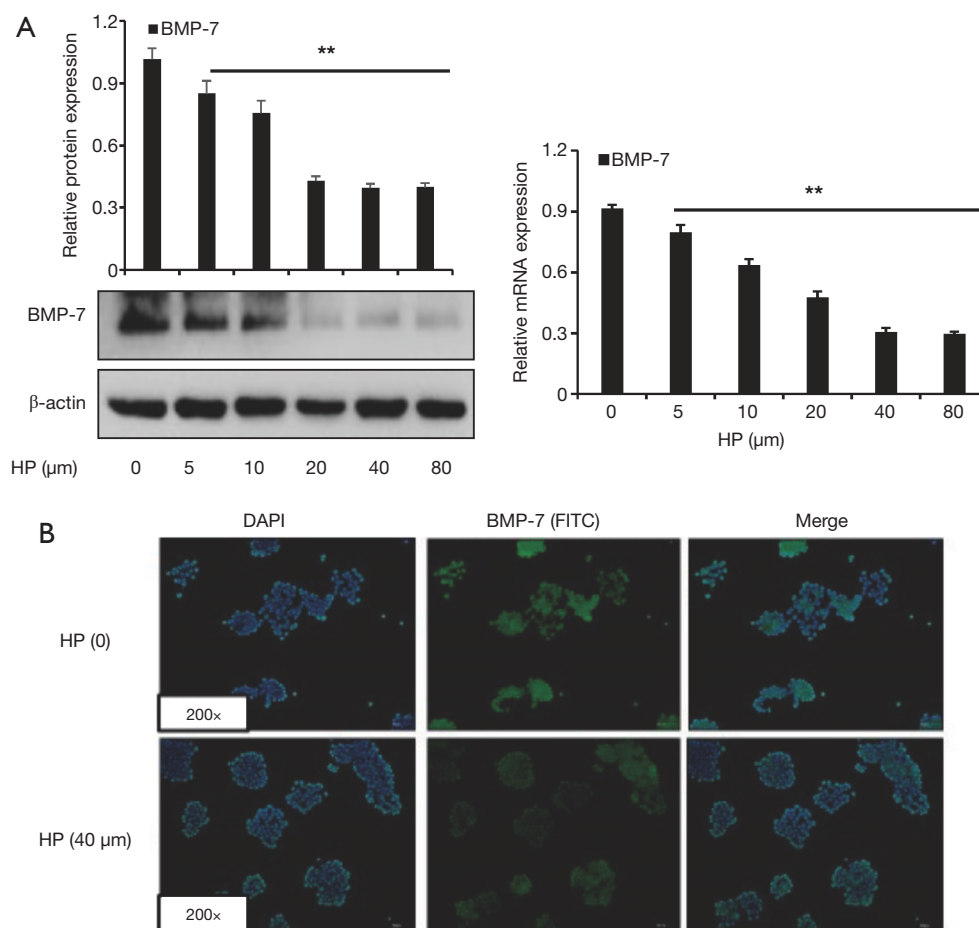 A
BMP-7
**
Relative protein expression
1.2
0.9
0.6
0.3
0
BMP-7
β-actin
HP (μm) 0 5 10 20 40 80
BMP-7
**
Relative mRNA expression
1.2
0.9
0.6
0.3
0
0 5 10 20 40 80
HP (μm)
B
DAPI BMP-7 (FITC) Merge
HP (0)
200×
HP (40 μm)
200×